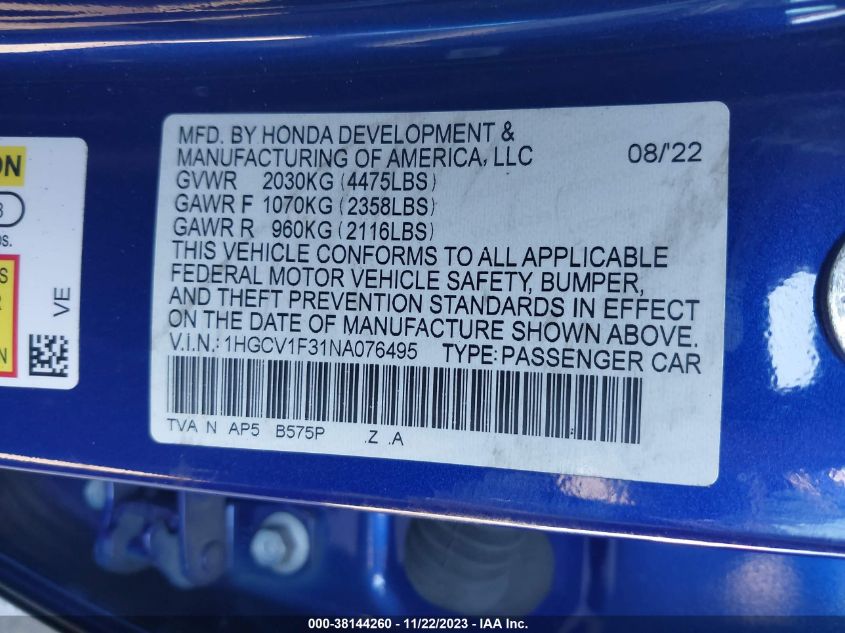 ON
3
os.
S
R
N
VE
MFD. BY HONDA DEVELOPMENT &
MANUFACTURING OF AMERICA, LLC 08/'22
GVWR 2030KG (4475LBS)
GAWR F 1070KG (2358LBS)
GAWR R 960KG (2116LBS)
THIS VEHICLE CONFORMS TO ALL APPLICABLE
FEDERAL MOTOR VEHICLE SAFETY, BUMPER,
AND THEFT PREVENTION STANDARDS IN EFFECT
ON THE DATE OF MANUFACTURE SHOWN ABOVE.
V.I.N.: 1HGCV1F31NA076495 TYPE: PASSENGER CAR
TVA N AP5 B575P .Z .A
000-38144260 - 11/22/2023 - IAA Inc.